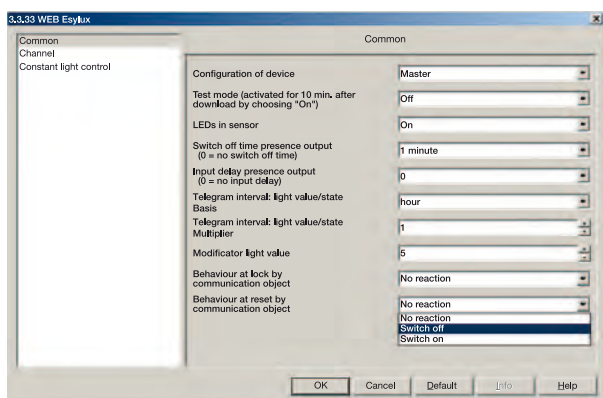 3.3.33 WEB Esylux
Common
Channel
Constant light control
Common
Configuration of device
Master
Test mode (activated for 10 min. after
download by choosing "On")
Off
LEDs in sensor
On
Switch off time presence output
(0 = no switch off time)
1 minute
Input delay presence output
(0 = no input delay)
0
Telegram interval: light value/state
Basis
hour
Telegram interval: light value/state
Multiplier
1
Modificator light value
5
Behaviour at lock by
communication object
No reaction
Behaviour at reset by
communication object
No reaction
No reaction
Switch off
Switch on
OK
Cancel
Default
Info
Help